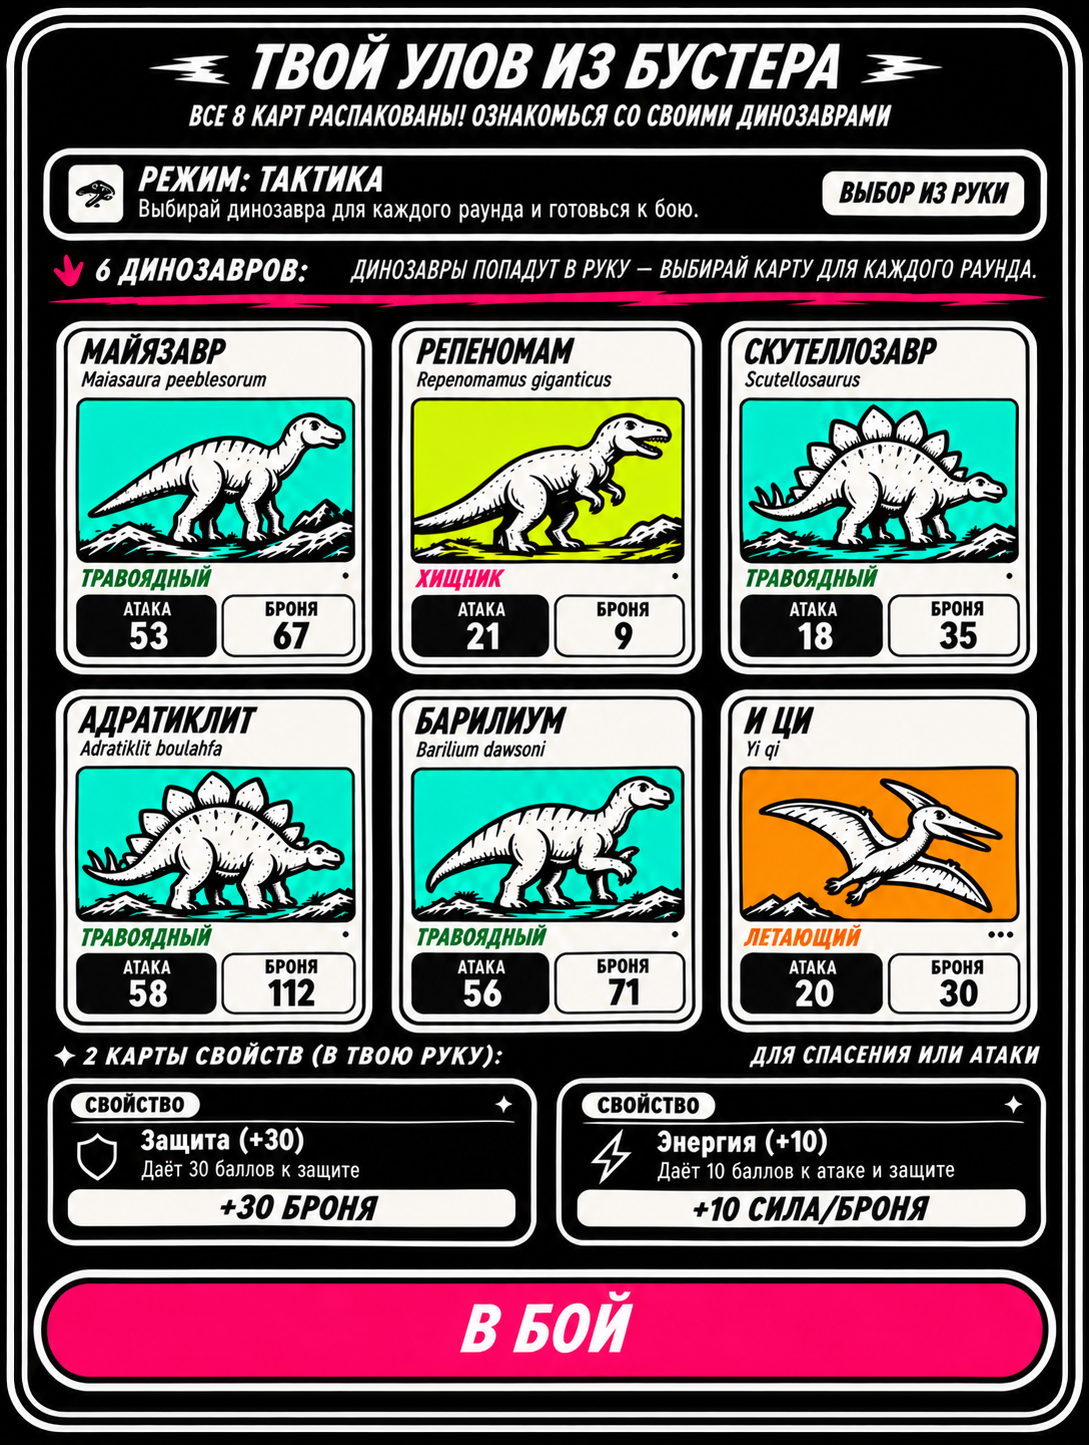 ТВОЙ УЛОВ ИЗ БУСТЕРА
ВСЕ 8 КАРТ РАСПАКОВАНЫ! ОЗНАКОМЬСЯ СО СВОИМИ ДИНОЗАВРАМИ
РЕЖИМ: ТАКТИКА
Выбирай динозавра для каждого раунда и готовься к бою.
ВЫБОР ИЗ РУКИ
6 ДИНОЗАВРОВ:
ДИНОЗАВРЫ ПОПАДУТ В РУКУ — ВЫБИРАЙ КАРТУ ДЛЯ КАЖДОГО РАУНДА.
МАЙЯЗАВР
Maiasaura peeblesorum
ТРАВОЯДНЫЙ
АТАКА
53
БРОНЯ
67
РЕПЕНОМАМ
Repenomamus giganticus
ХИЩНИК
АТАКА
21
БРОНЯ
9
СКУТЕЛЛОЗАВР
Scutellosaurus
ТРАВОЯДНЫЙ
АТАКА
18
БРОНЯ
35
АДРАТИКЛИТ
Adratiklit boulahfa
ТРАВОЯДНЫЙ
АТАКА
58
БРОНЯ
112
БАРИЛИУМ
Barilium dawsoni
ТРАВОЯДНЫЙ
АТАКА
56
БРОНЯ
71
И ЦИ
Yi qi
ЛЕТАЮЩИЙ
АТАКА
20
БРОНЯ
30
2 КАРТЫ СВОЙСТВ (В ТВОЮ РУКУ):
ДЛЯ СПАСЕНИЯ ИЛИ АТАКИ
СВОЙСТВО
Защита (+30)
Даёт 30 баллов к защите
+30 БРОНЯ
СВОЙСТВО
Энергия (+10)
Даёт 10 баллов к атаке и защите
+10 СИЛА/БРОНЯ
В БОЙ